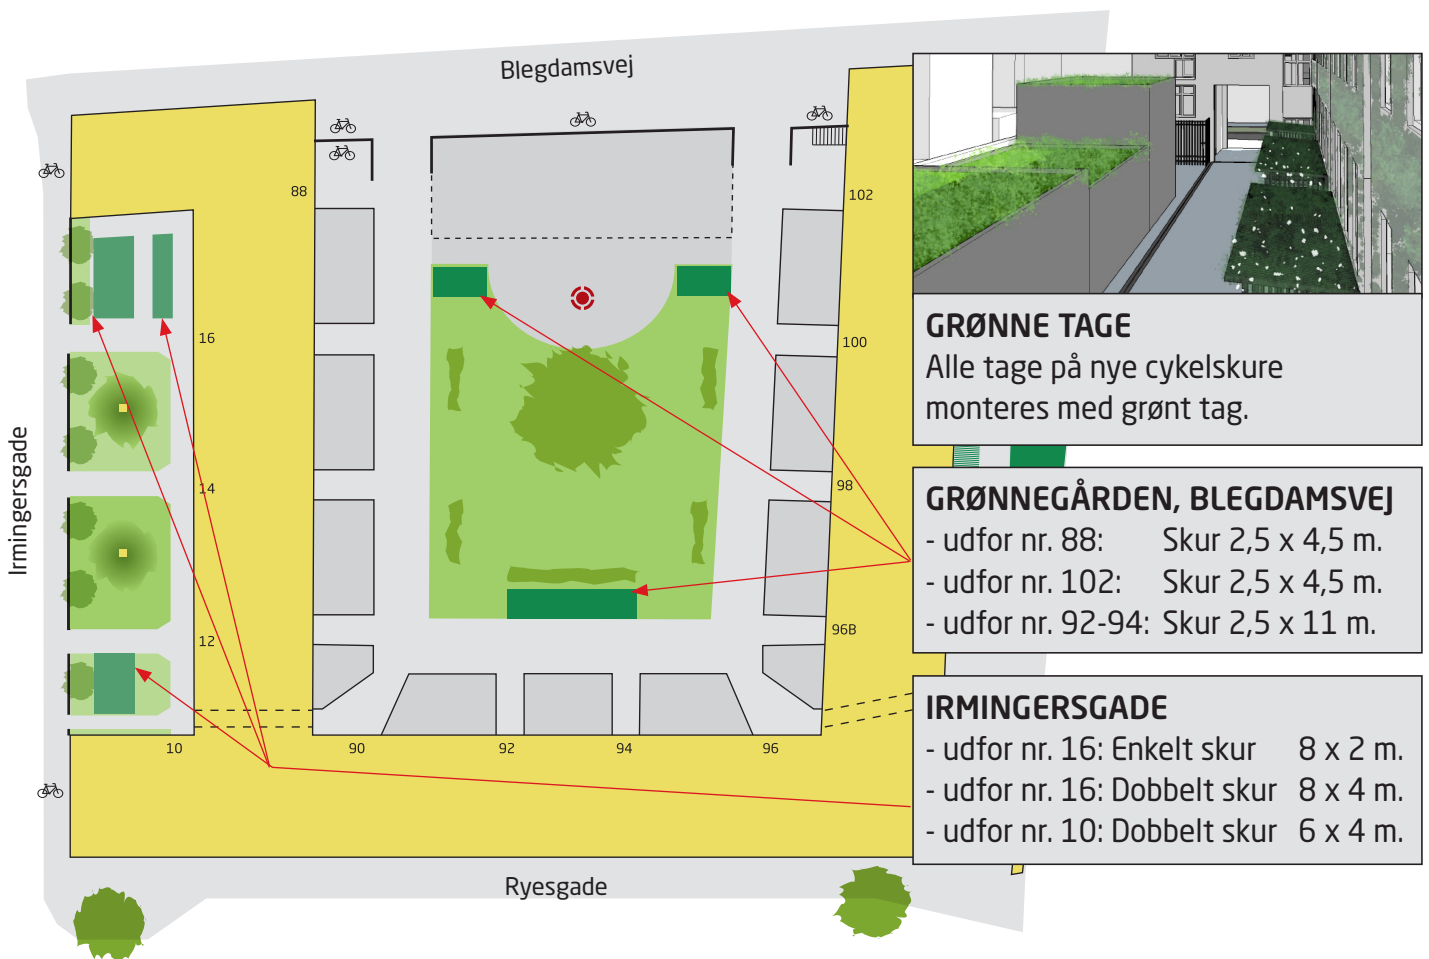 Blegdamsvej
88
102
16
100
14
98
12
96B
10
90
92
94
96
Irmingersgade
Ryesgade
GRØNNE TAGE
Alle tage på nye cykelskure
monteres med grønt tag.
GRØNNEGÅRDEN, BLEGDAMSVEJ
- udfor nr. 88: Skur 2,5 x 4,5 m.
- udfor nr. 102: Skur 2,5 x 4,5 m.
- udfor nr. 92-94: Skur 2,5 x 11 m.
IRMINGERSGADE
- udfor nr. 16: Enkelt skur 8 x 2 m.
- udfor nr. 16: Dobbelt skur 8 x 4 m.
- udfor nr. 10: Dobbelt skur 6 x 4 m.